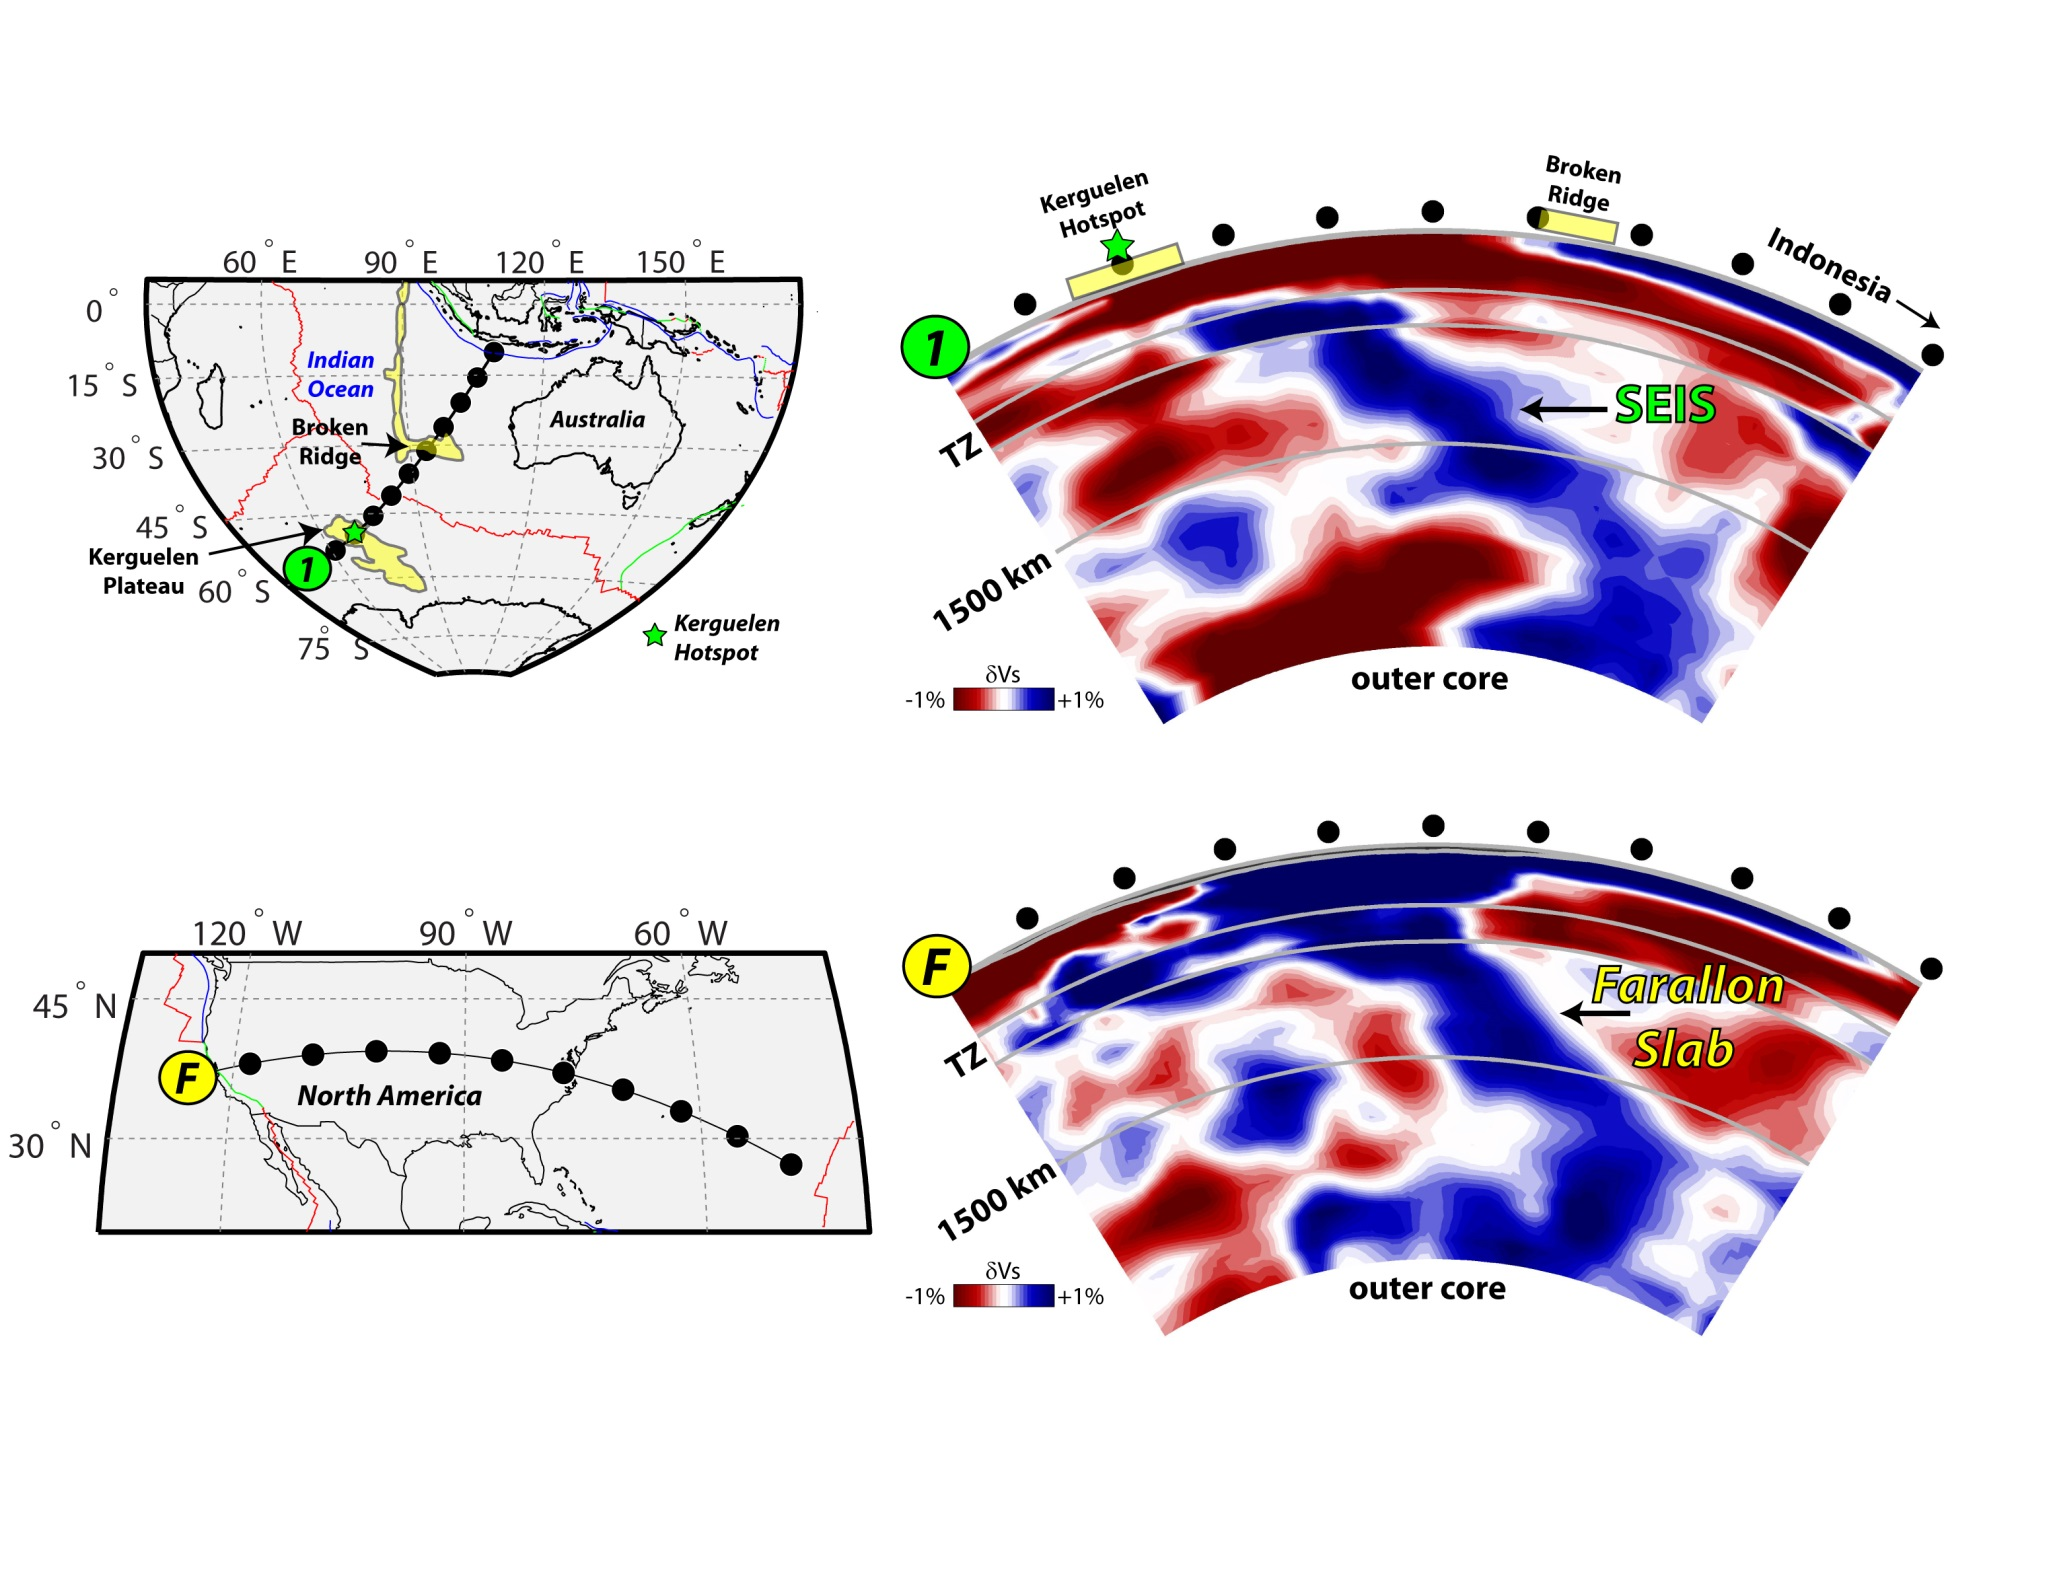 60° E
90° E
120° E
150° E
0°
15° S
30° S
45° S
60° S
75° S
Indian
Ocean
Broken
Ridge
Australia
Kerguelen
Plateau
1
Kerguelen
Hotspot
Kerguelen
Hotspot
Broken
Ridge
Indonesia
1
SEIS
TZ
1500 km
δVs
-1%
+1%
outer core
120° W
90° W
60° W
45° N
30° N
F
North America
F
Farallon
Slab
TZ
1500 km
δVs
-1%
+1%
outer core